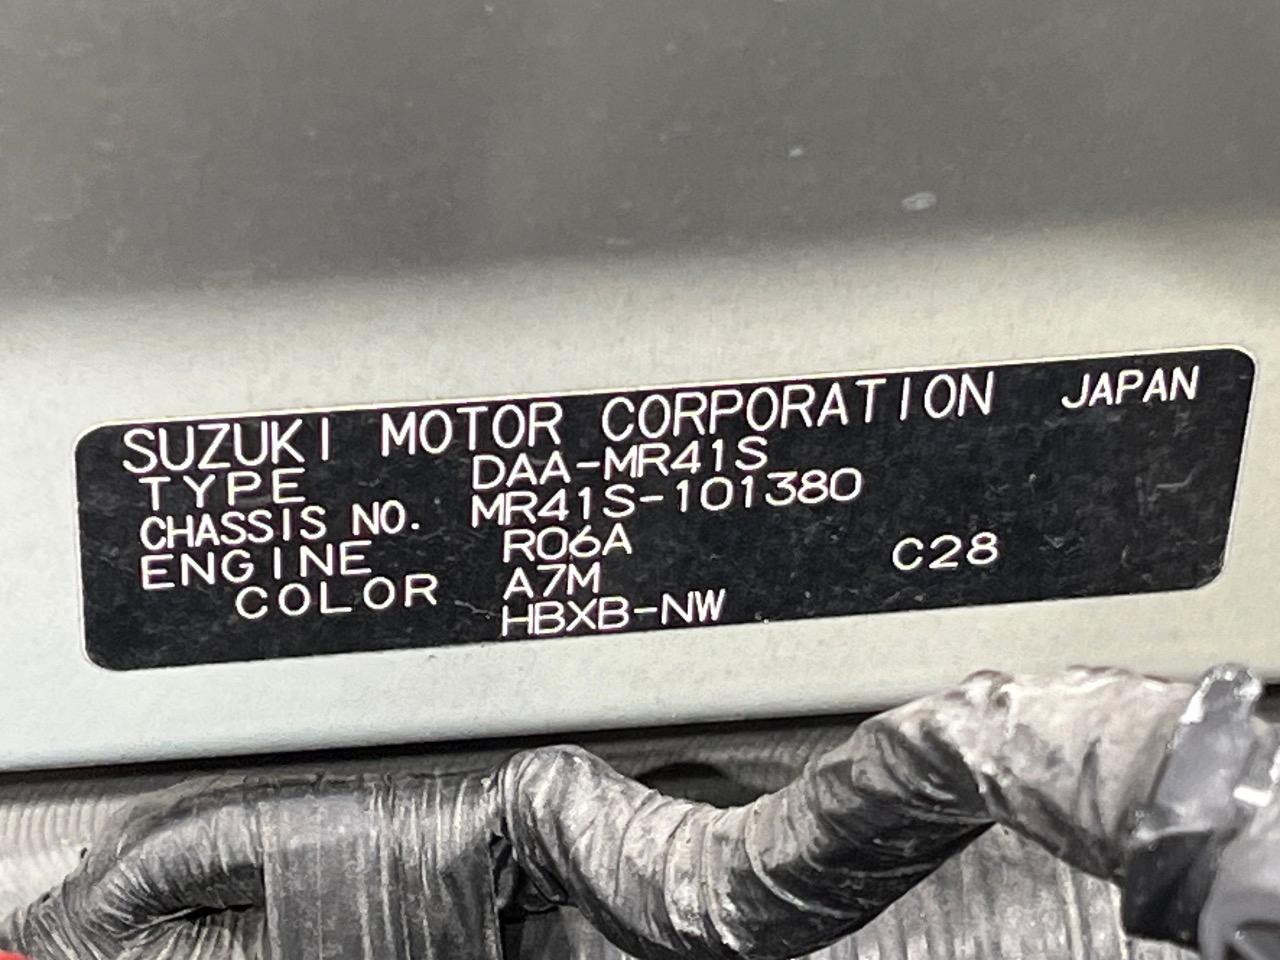 SUZUKI MOTOR CORPORATION JAPAN
TYPE DAA-MR41S
CHASSIS NO. MR41S-101380
ENGINE R06A
COLOR A7M C28
HBXB-NW